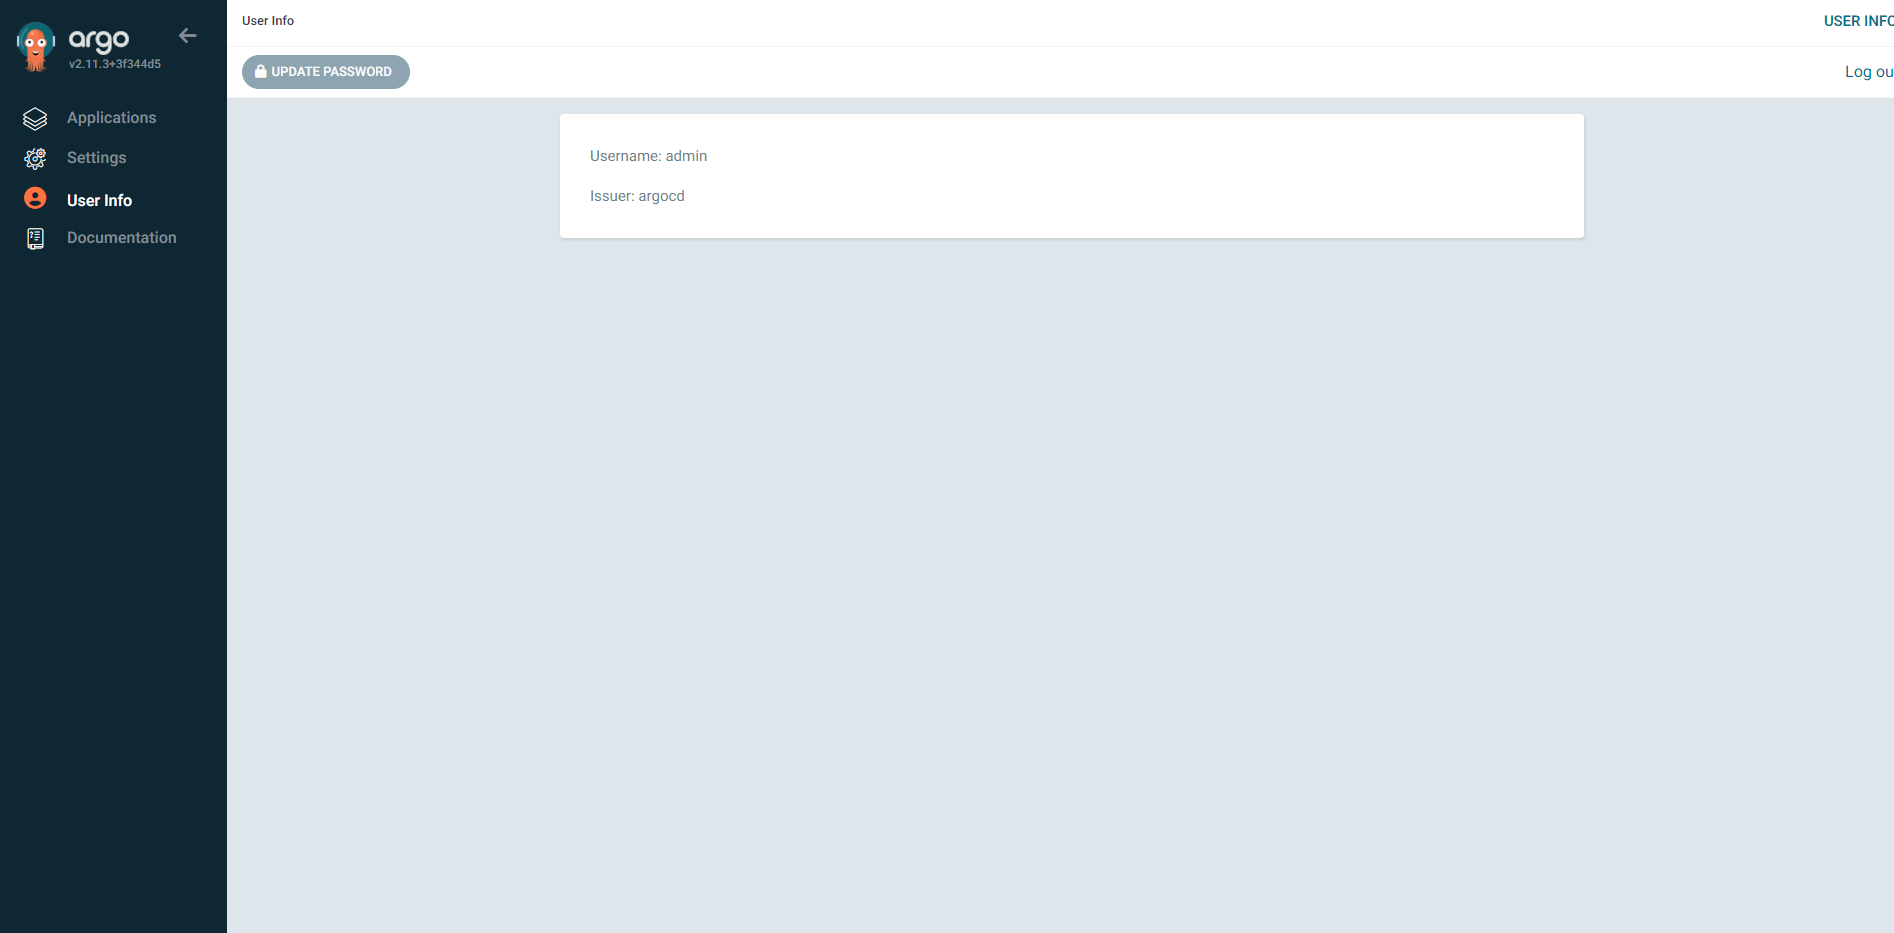 argo
v2.11.3+3f344d5
Applications
Settings
User Info
Documentation
User Info
USER INFO
UPDATE PASSWORD
Log ou
Username: admin
Issuer: argocd